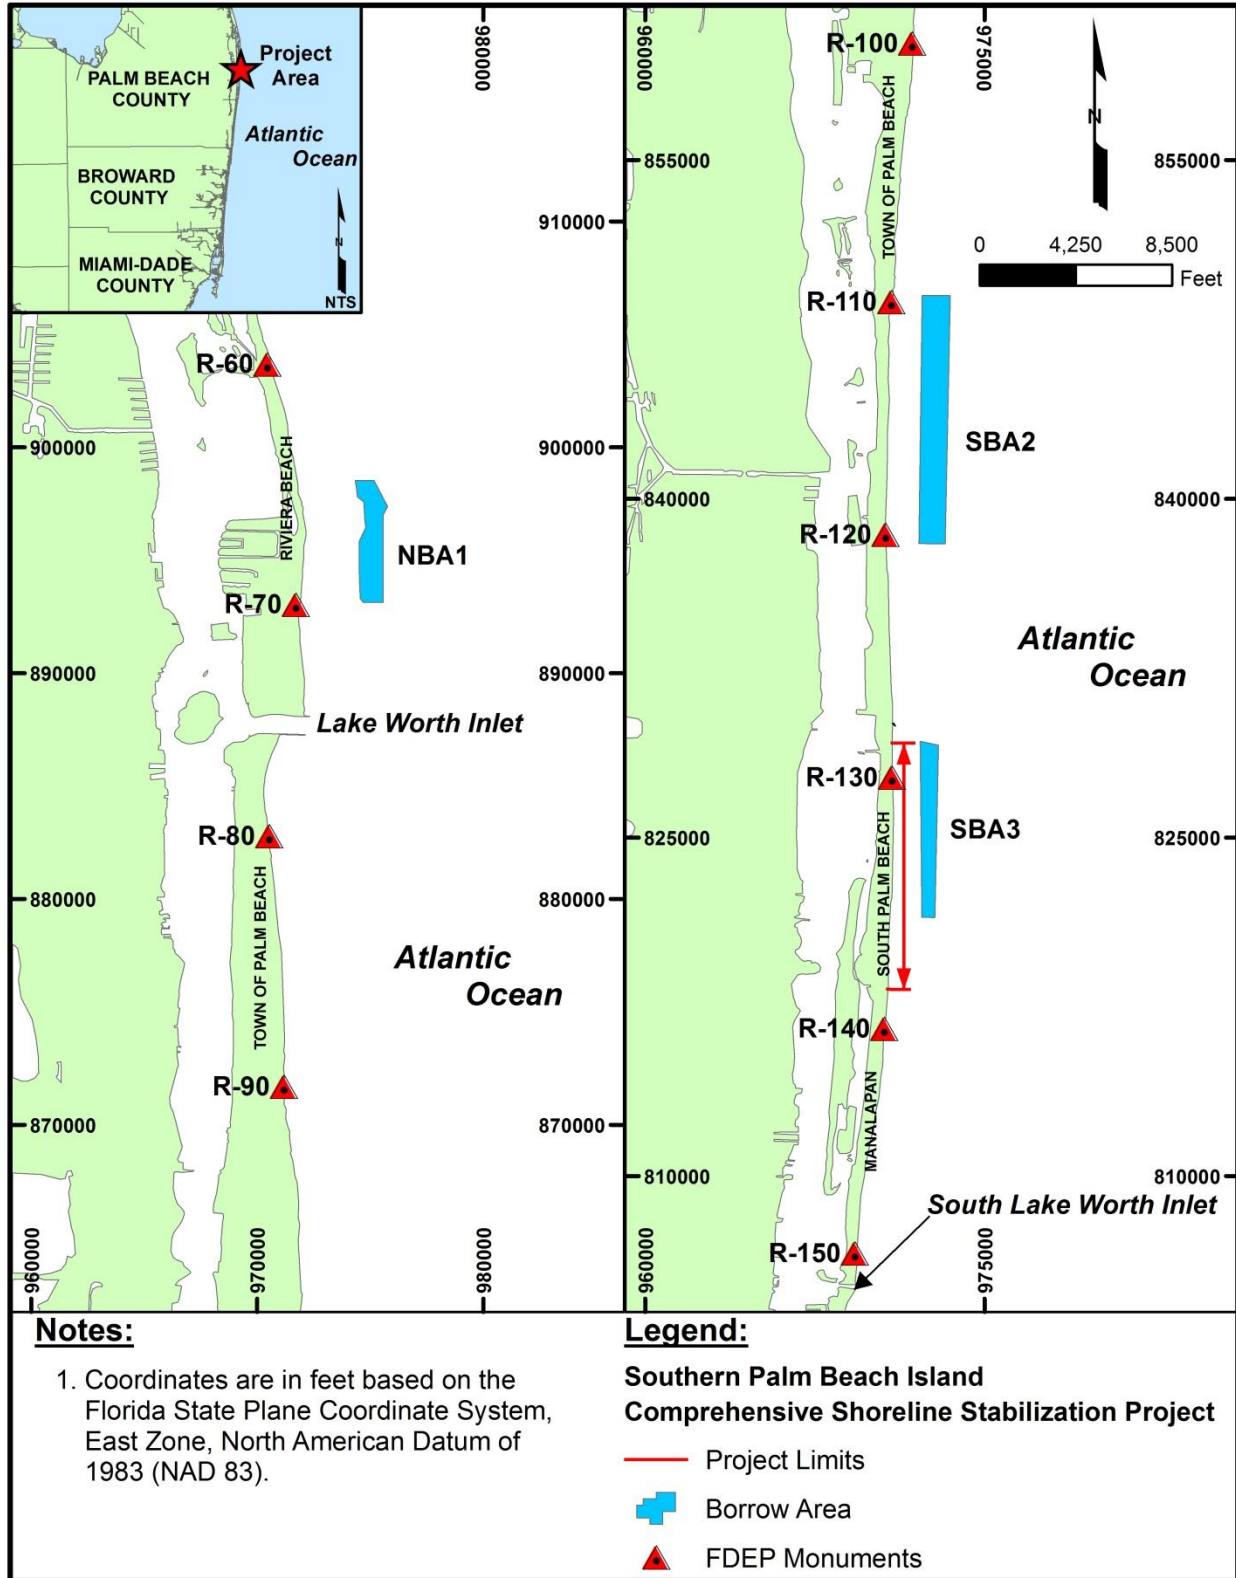 Project
Area
PALM BEACH
COUNTY
Atlantic
Ocean
BROWARD
COUNTY
MIAMI-DADE
COUNTY
N
NTS
980000
910000
R-60
900000
900000
RIVIERA BEACH
NBA1
R-70
890000
890000
Lake Worth Inlet
R-80
880000
880000
TOWN OF PALM BEACH
Atlantic
Ocean
R-90
870000
870000
960000
970000
980000
960000
R-100
975000
N
TOWN OF PALM BEACH
855000
855000
0 4,250 8,500
Feet
R-110
SBA2
840000
840000
R-120
Atlantic
Ocean
R-130
825000
825000
SBA3
SOUTH PALM BEACH
R-140
MANALAPAN
810000
810000
South Lake Worth Inlet
R-150
960000
975000
Notes:
1. Coordinates are in feet based on the
Florida State Plane Coordinate System,
East Zone, North American Datum of
1983 (NAD 83).
Legend:
Southern Palm Beach Island
Comprehensive Shoreline Stabilization Project
Project Limits
Borrow Area
FDEP Monuments